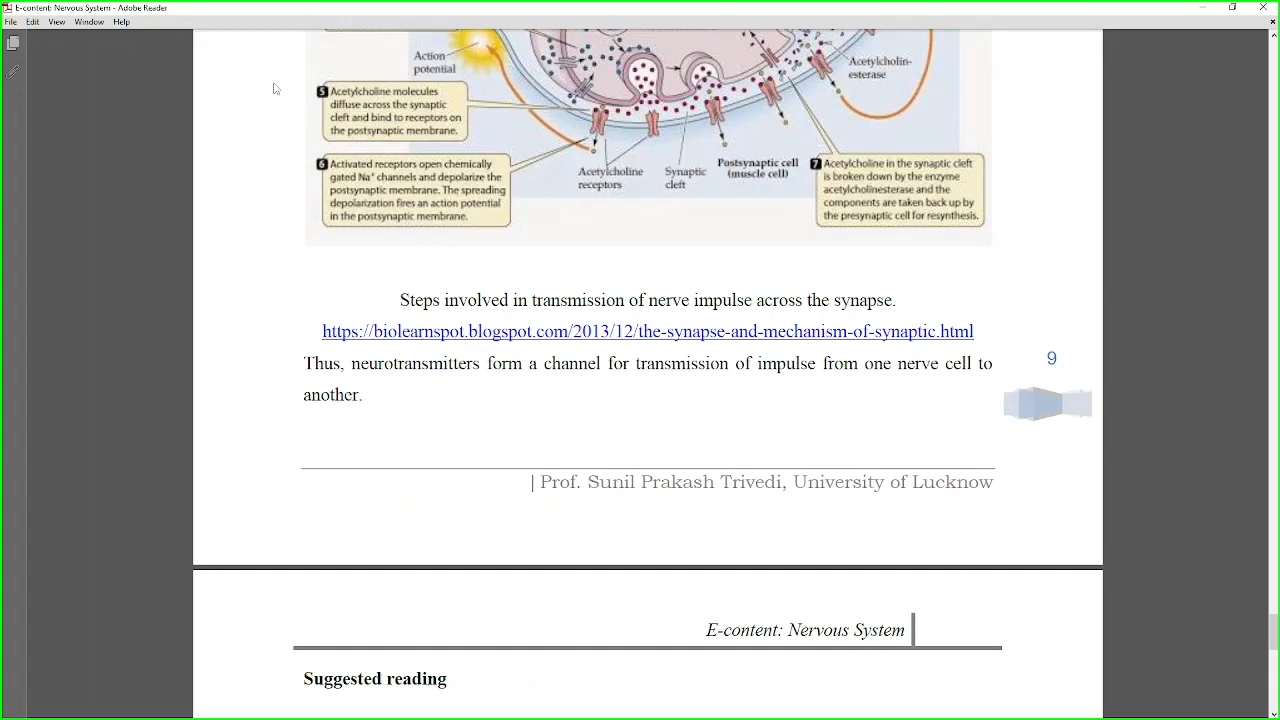 E-content: Nervous System - Adobe Reader
File Edit View Window Help
Action
potential
Acetylcholin-
esterase
5 Acetylcholine molecules
diffuse across the synaptic
cleft and bind to receptors on
the postsynaptic membrane.
6 Activated receptors open chemically
gated Na+ channels and depolarize the
postsynaptic membrane. The spreading
depolarization fires an action potential
in the postsynaptic membrane.
Acetylcholine
receptors
Synaptic
cleft
Postsynaptic cell
(muscle cell)
7 Acetylcholine in the synaptic cleft
is broken down by the enzyme
acetylcholinesterase and the
components are taken back up by
the presynaptic cell for resynthesis.
Steps involved in transmission of nerve impulse across the synapse.
https://biolearnspot.blogspot.com/2013/12/the-synapse-and-mechanism-of-synaptic.html
Thus, neurotransmitters form a channel for transmission of impulse from one nerve cell to
another.
9
| Prof. Sunil Prakash Trivedi, University of Lucknow
E-content: Nervous System
Suggested reading